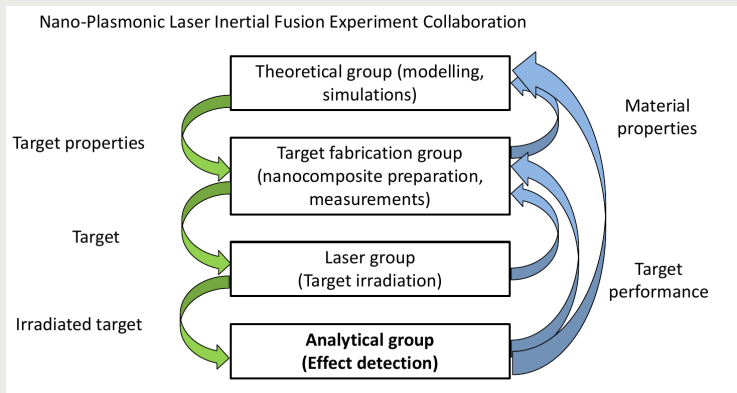 Nano-Plasmonic Laser Inertial Fusion Experiment Collaboration
Theoretical group (modelling,
simulations)
Material
properties
Target properties
Target fabrication group
(nanocomposite preparation,
measurements)
Target
Laser group
(Target irradiation)
Target
performance
Irradiated target
Analytical group
(Effect detection)